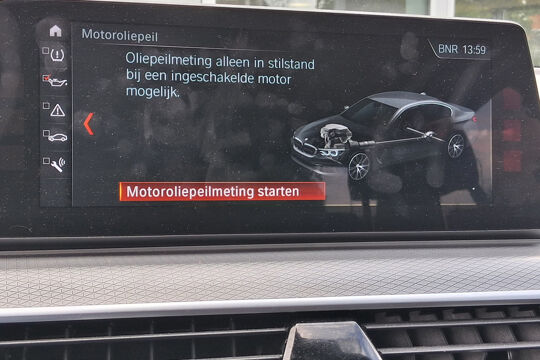 Motoroliepeil
BNR 13:59
Oliepeilmeting alleen in stilstand
bij een ingeschakelde motor
mogelijk.
Motoroliepeilmeting starten